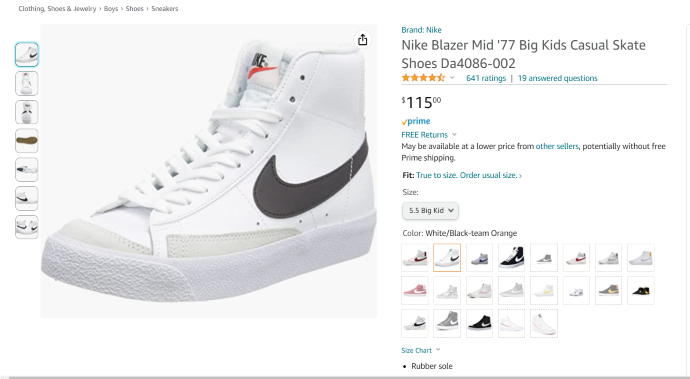 Clothing, Shoes & Jewelry › Boys › Shoes › Sneakers
Brand: Nike
Nike Blazer Mid '77 Big Kids Casual Skate
Shoes Da4086-002
641 ratings | 19 answered questions
$115 00
prime
FREE Returns
May be available at a lower price from other sellers, potentially without free
Prime shipping.
Fit: True to size. Order usual size. ›
Size:
5.5 Big Kid
Color: White/Black-team Orange
Size Chart
• Rubber sole